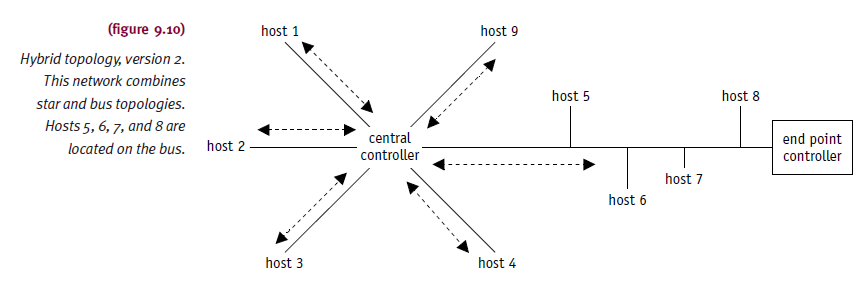 (figure 9.10)
Hybrid topology, version 2.
This network combines
star and bus topologies.
Hosts 5, 6, 7, and 8 are
located on the bus.
host 1
host 9
host 2
central
controller
host 3
host 4
host 5
host 8
host 6
host 7
end point
controller